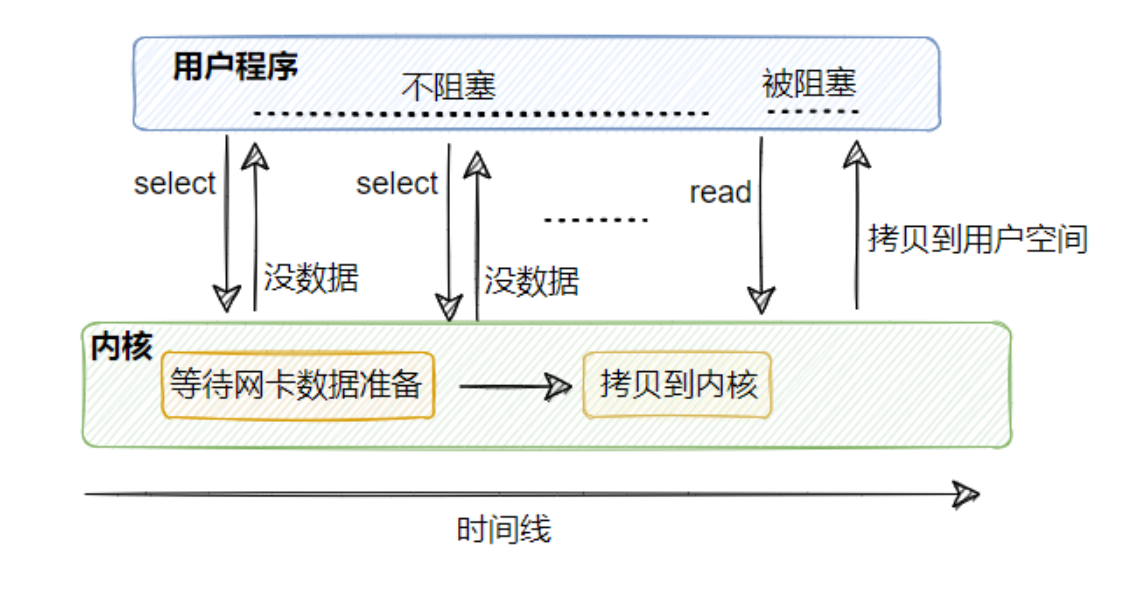 用户程序
不阻塞
被阻塞
select
select
read
没数据
没数据
拷贝到用户空间
内核
等待网卡数据准备
拷贝到内核
时间线